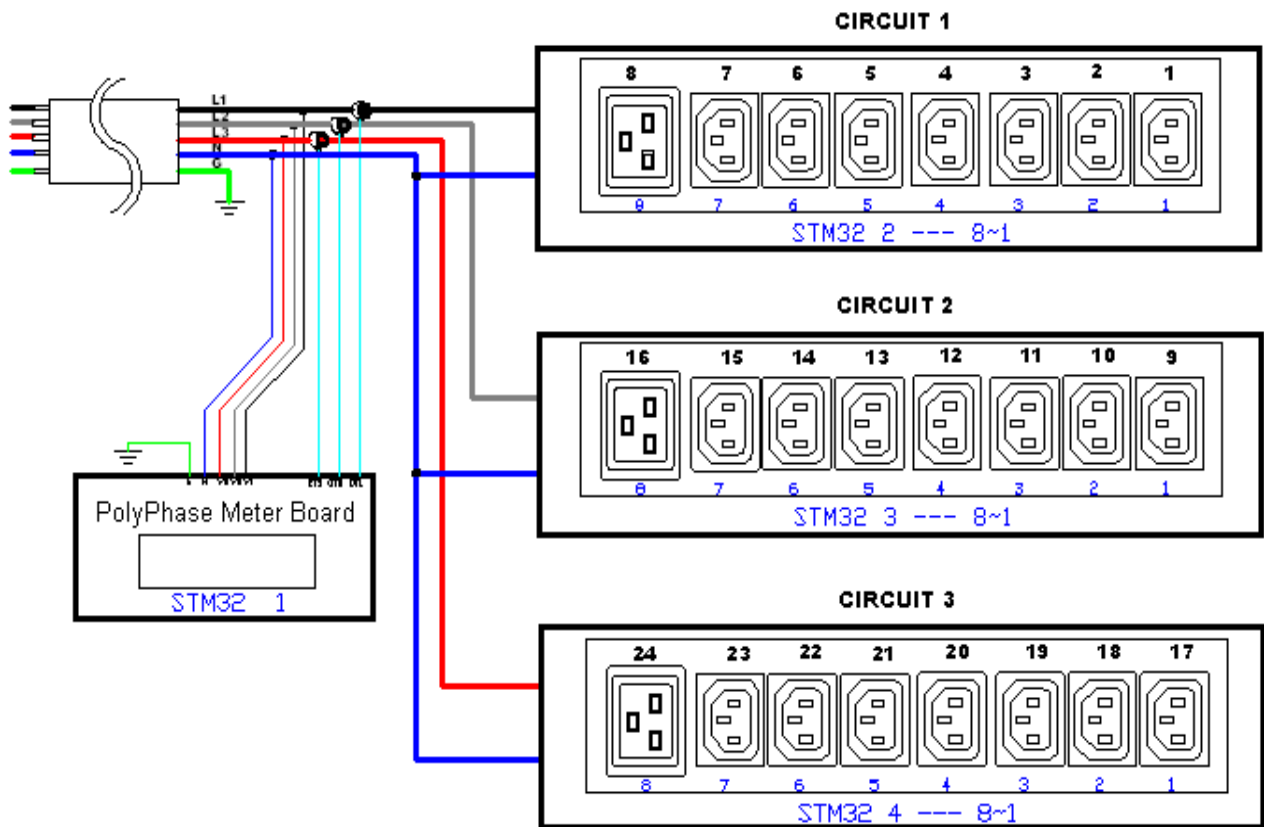 CIRCUIT 1
8 7 6 5 4 3 2 1
8 7 6 5 4 3 2 1
STM32 2 --- 8~1
L1
L2
L3
N
G
CIRCUIT 2
16 15 14 13 12 11 10 9
8 7 6 5 4 3 2 1
STM32 3 --- 8~1
PolyPhase Meter Board
STM32 1
CIRCUIT 3
24 23 22 21 20 19 18 17
8 7 6 5 4 3 2 1
STM32 4 --- 8~1